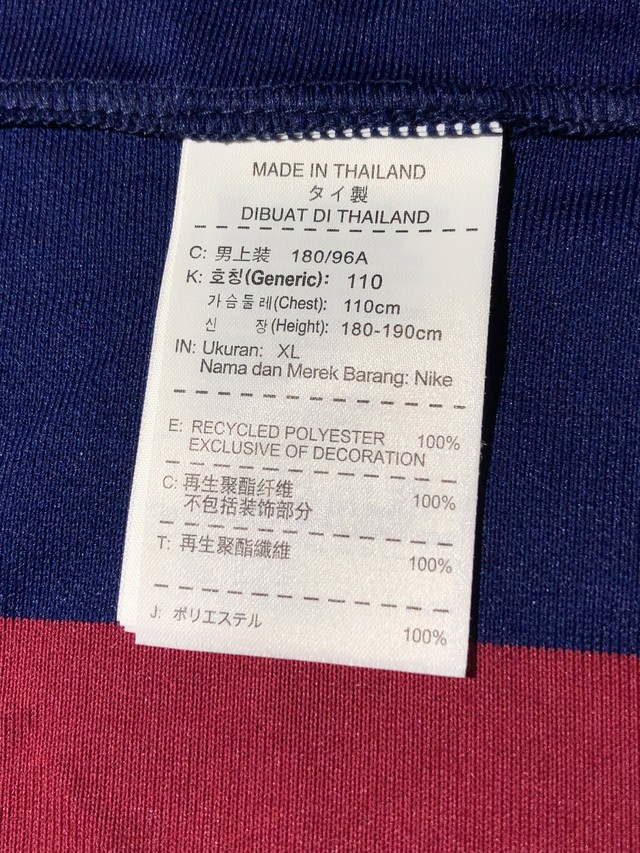 MADE IN THAILAND
タイ製
DIBUAT DI THAILAND
C: 男上装 180/96A
K: 호칭(Generic): 110
가슴둘레(Chest): 110cm
신 장(Height): 180-190cm
IN: Ukuran: XL
Nama dan Merek Barang: Nike
E: RECYCLED POLYESTER 100%
EXCLUSIVE OF DECORATION
C: 再生聚酯纤维 100%
不包括装饰部分
T: 再生聚酯纖維 100%
J: ポリエステル 100%